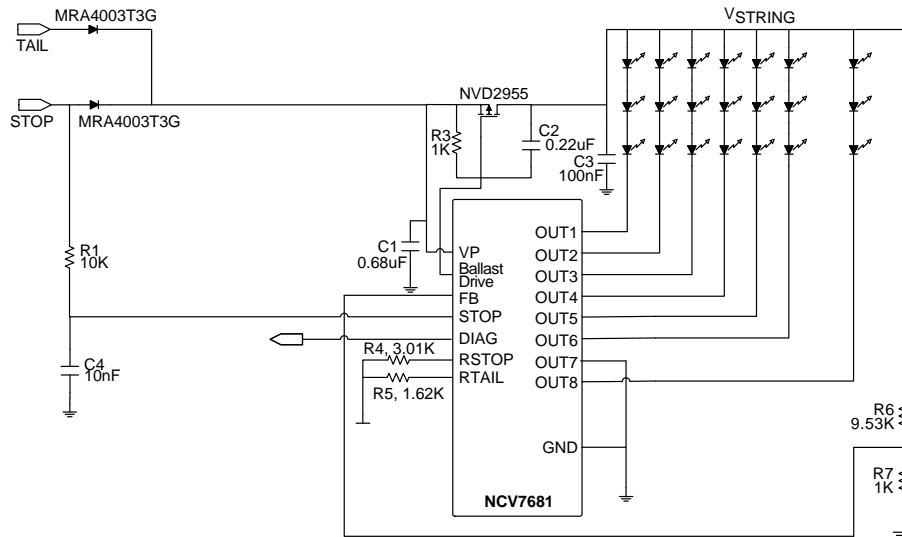 MRA4003T3G
TAIL
VSTRING
STOP
MRA4003T3G
NVD2955
R3
1K
C2
0.22uF
C3
100nF
R1
10K
C1
0.68uF
VP
Ballast
Drive
FB
STOP
DIAG
RSTOP
RTAIL
OUT1
OUT2
OUT3
OUT4
OUT5
OUT6
OUT7
OUT8
GND
NCV7681
R4, 3.01K
R5, 1.62K
C4
10nF
R6
9.53K
R7
1K